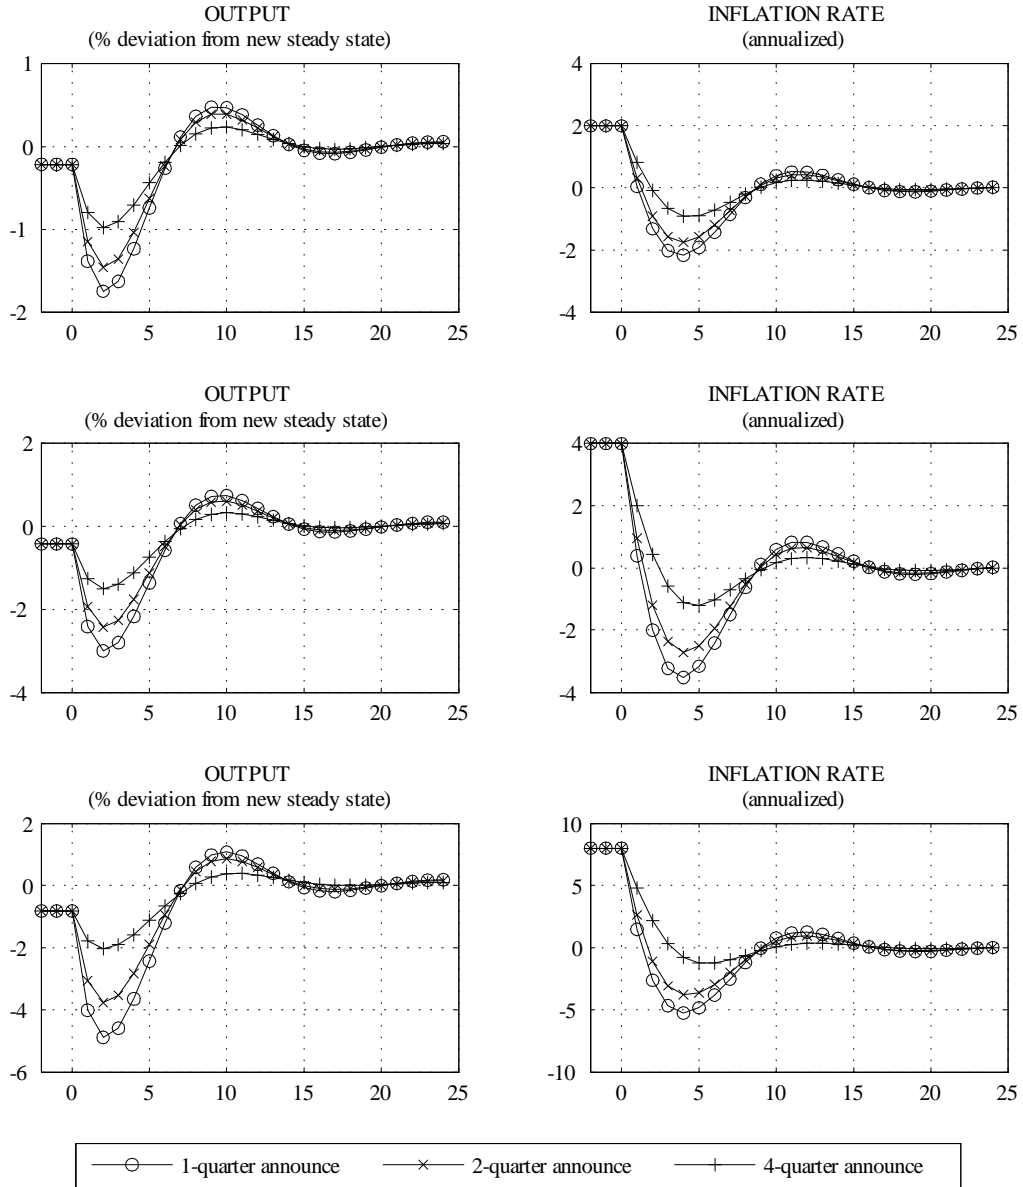 OUTPUT
(% deviation from new steady state)
1
0
-1
-2
0 5 10 15 20 25
INFLATION RATE
(annualized)
4
2
0
-2
-4
0 5 10 15 20 25
OUTPUT
(% deviation from new steady state)
2
0
-2
-4
0 5 10 15 20 25
INFLATION RATE
(annualized)
4
2
0
-2
-4
0 5 10 15 20 25
OUTPUT
(% deviation from new steady state)
2
0
-2
-4
-6
0 5 10 15 20 25
INFLATION RATE
(annualized)
10
5
0
-5
-10
0 5 10 15 20 25
1-quarter announce 2-quarter announce 4-quarter announce